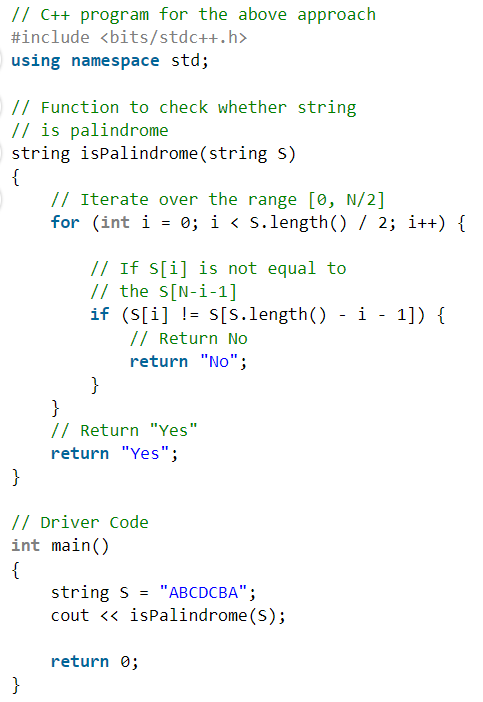 // C++ program for the above approach
#include <bits/stdc++.h>
using namespace std;

// Function to check whether string
// is palindrome
string isPalindrome(string S)
{
    // Iterate over the range [0, N/2]
    for (int i = 0; i < S.length() / 2; i++) {

        // If S[i] is not equal to
        // the S[N-i-1]
        if (S[i] != S[S.length() - i - 1]) {
            // Return No
            return "No";
        }
    }
    // Return "Yes"
    return "Yes";
}

// Driver Code
int main()
{
    string S = "ABCDCBA";
    cout << isPalindrome(S);

    return 0;
}